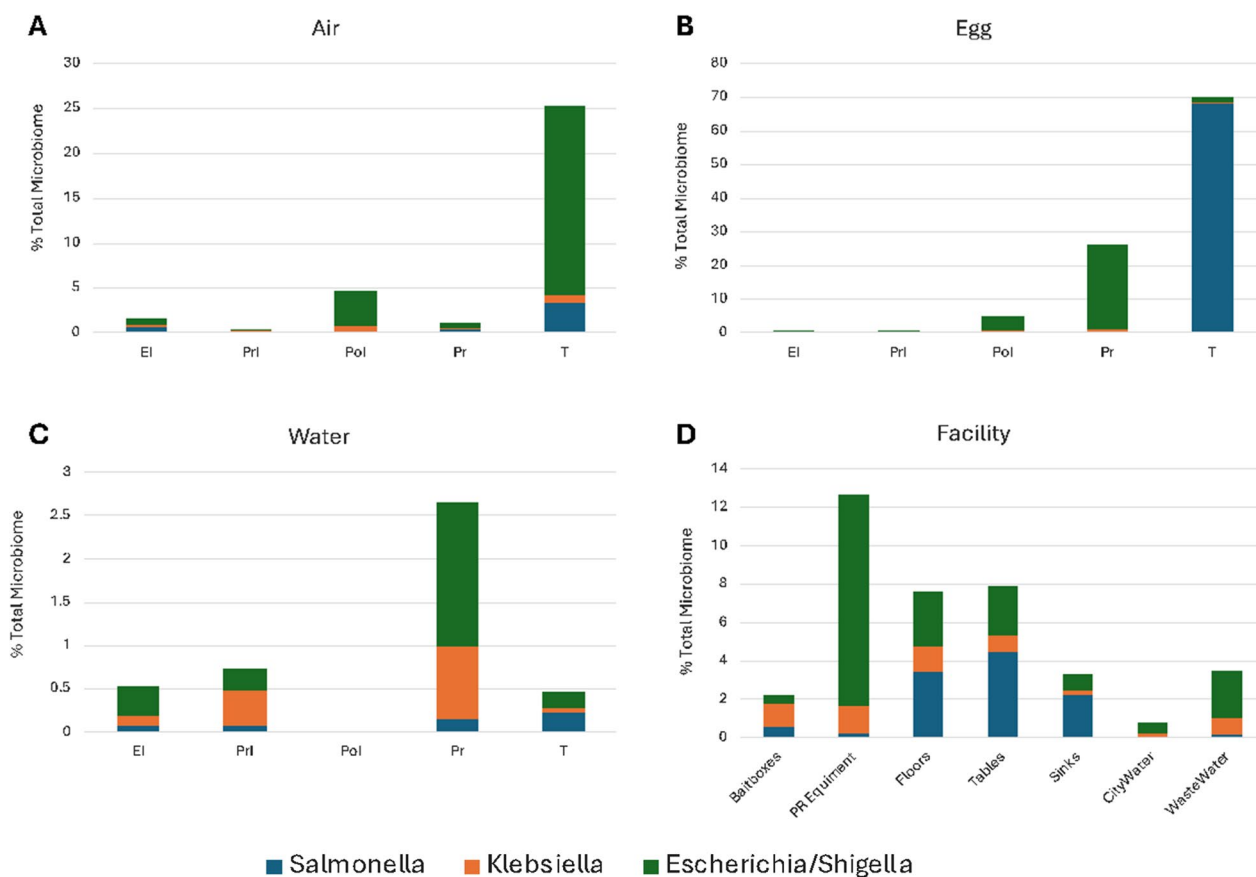 A
Air
% Total Microbiome
30
25
20
15
10
5
0
EI
PrI
PoI
Pr
T
B
Egg
% Total Microbiome
80
70
60
50
40
30
20
10
0
EI
PrI
PoI
Pr
T
C
Water
% Total Microbiome
3
2.5
2
1.5
1
0.5
0
EI
PrI
PoI
Pr
T
D
Facility
% Total Microbiome
14
12
10
8
6
4
2
0
Baitboxes
PR Equiment
Floors
Tables
Sinks
CityWater
WasteWater
Salmonella
Klebsiella
Escherichia/Shigella